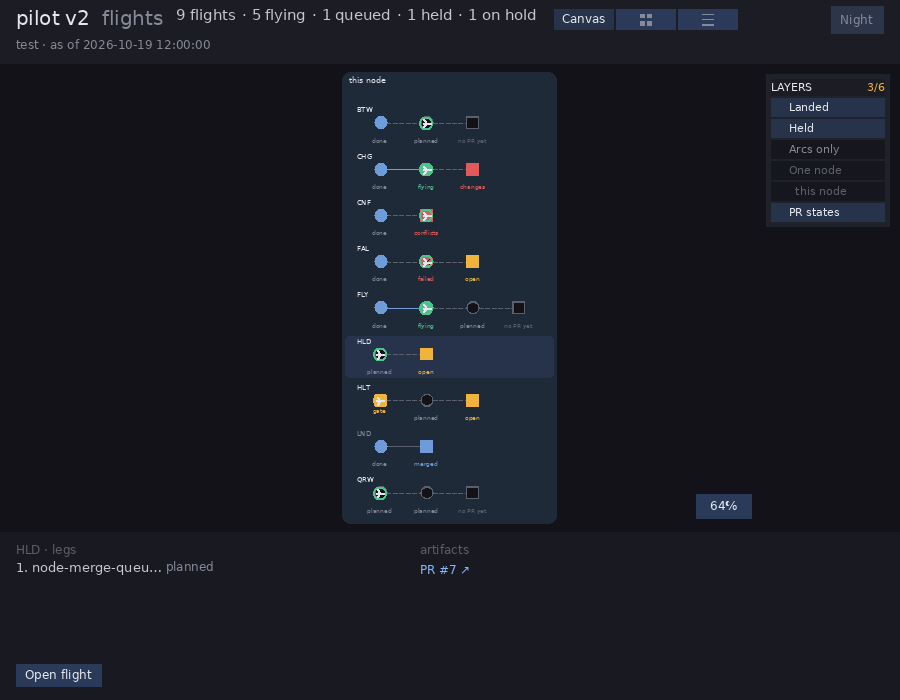 pilot v2 flights 9 flights · 5 flying · 1 queued · 1 held · 1 on hold Canvas Night
test · as of 2026-10-19 12:00:00
this node
BTW
done planned no PR yet
CHG
done flying changes
CNF
done conflicts
FAL
done failed open
FLY
done flying planned no PR yet
HLD
planned open
HLT
gate planned open
LND
done merged
QRW
planned planned no PR yet
LAYERS 3/6
Landed
Held
Arcs only
One node
this node
PR states
64%
HLD · legs
1. node-merge-queu… planned
artifacts
PR #7 ↗
Open flight